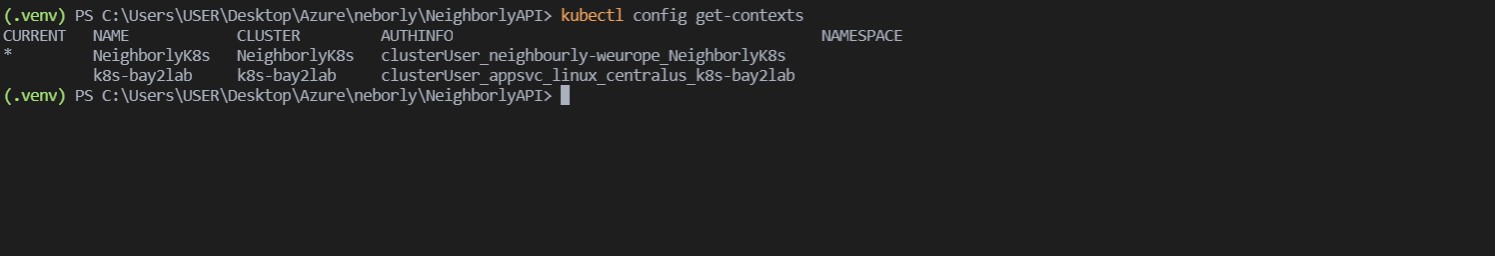 (.venv) PS C:\Users\USER\Desktop\Azure\neborly\NeighborlyAPI> kubectl config get-contexts
CURRENT   NAME           CLUSTER        AUTHINFO                                        NAMESPACE
*         NeighborlyK8s   NeighborlyK8s   clusterUser_neighbourly-weurope_NeighborlyK8s
          k8s-bay2lab     k8s-bay2lab     clusterUser_appsvc_linux_centralus_k8s-bay2lab
(.venv) PS C:\Users\USER\Desktop\Azure\neborly\NeighborlyAPI>